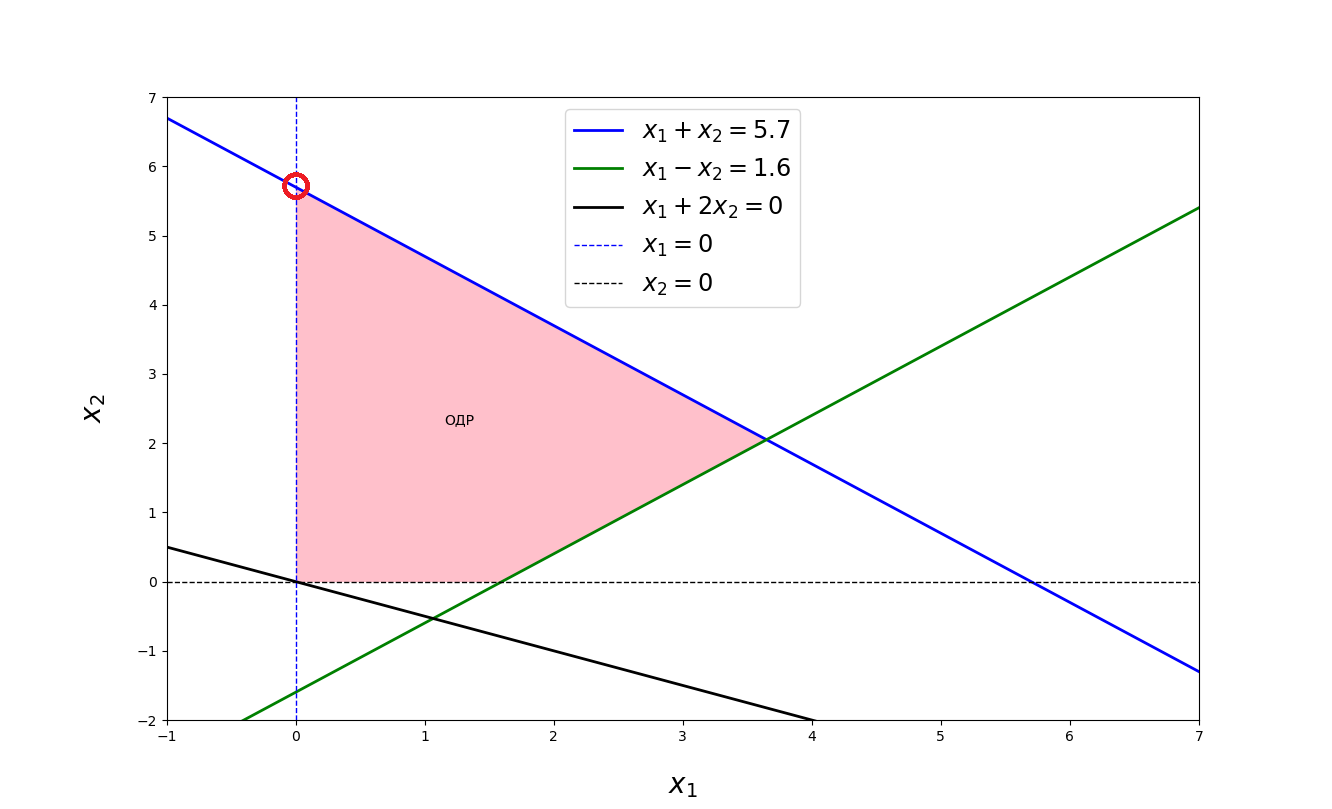 x₁ + x₂ = 5.7
x₁ − x₂ = 1.6
x₁ + 2x₂ = 0
x₁ = 0
x₂ = 0
7
6
5
4
3
2
1
0
−1
−2
x₂
ОДР
−1 0 1 2 3 4 5 6 7
x₁